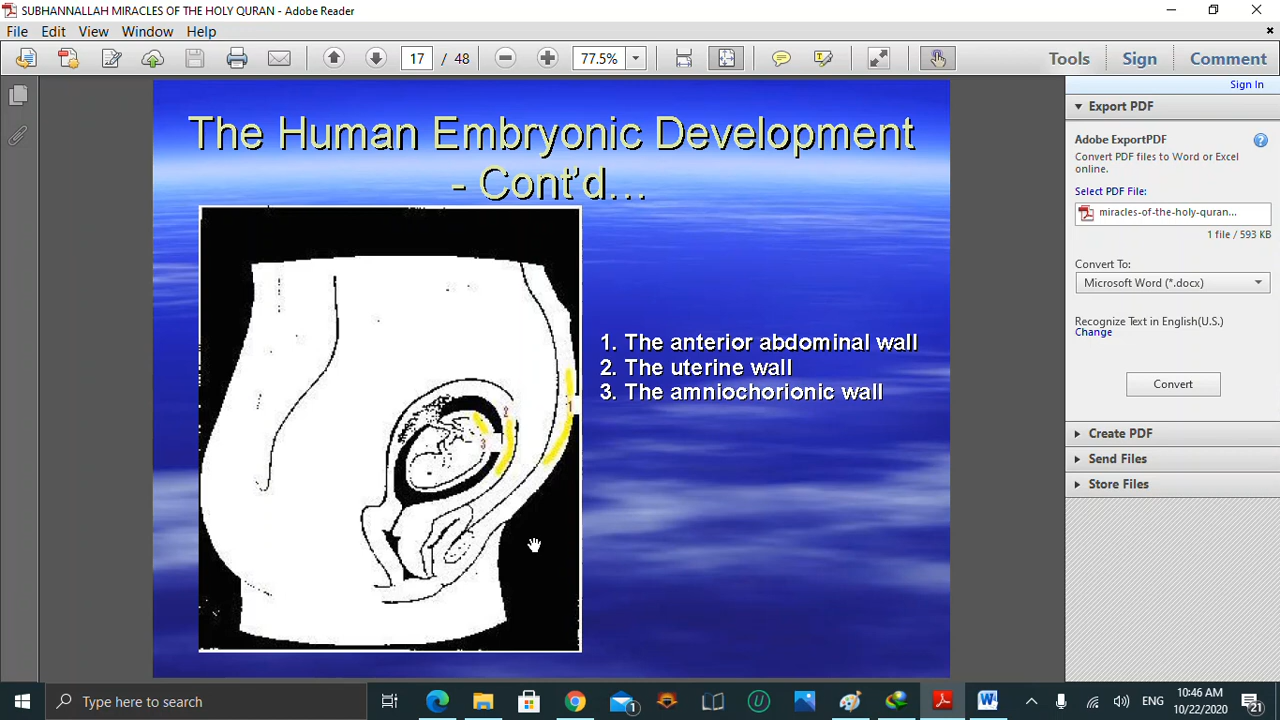 SUBHANNALLAH MIRACLES OF THE HOLY QURAN - Adobe Reader
File Edit View Window Help
17 / 48
77.5%
Tools Sign Comment
Sign In
Export PDF
Adobe ExportPDF
Convert PDF files to Word or Excel
online.
Select PDF File:
miracles-of-the-holy-quran...
1 file / 593 KB
Convert To:
Microsoft Word (*.docx)
Recognize Text in English(U.S.)
Change
Convert
Create PDF
Send Files
Store Files
The Human Embryonic Development
- Cont'd...
1. The anterior abdominal wall
2. The uterine wall
3. The amniochorionic wall
1
2
3
Type here to search
1
ENG
10:46 AM
10/22/2020
21